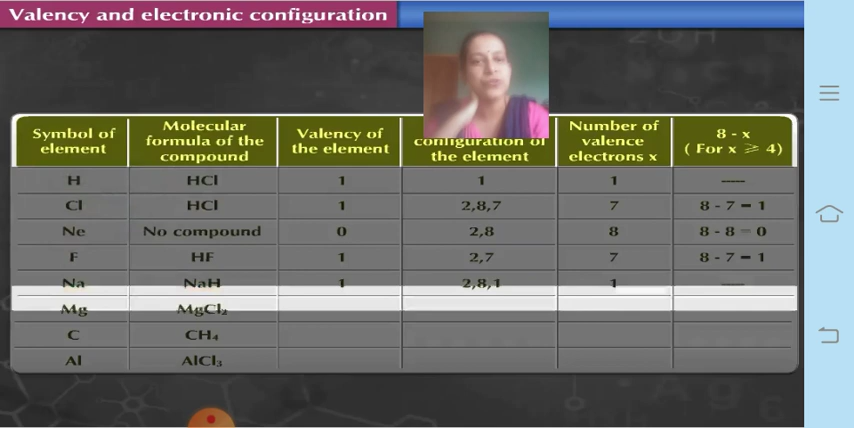 Valency and electronic configuration
Symbol of element
Molecular formula of the compound
Valency of the element
configuration of the element
Number of valence electrons x
8 - x ( For x ⩾ 4)
H HCl 1 1 1 —
Cl HCl 1 2,8,7 7 8 - 7 = 1
Ne No compound 0 2,8 8 8 - 8 = 0
F HF 1 2,7 7 8 - 7 = 1
Na NaH 1 2,8,1 1 —
Mg MgCl₂
C CH₄
Al AlCl₃